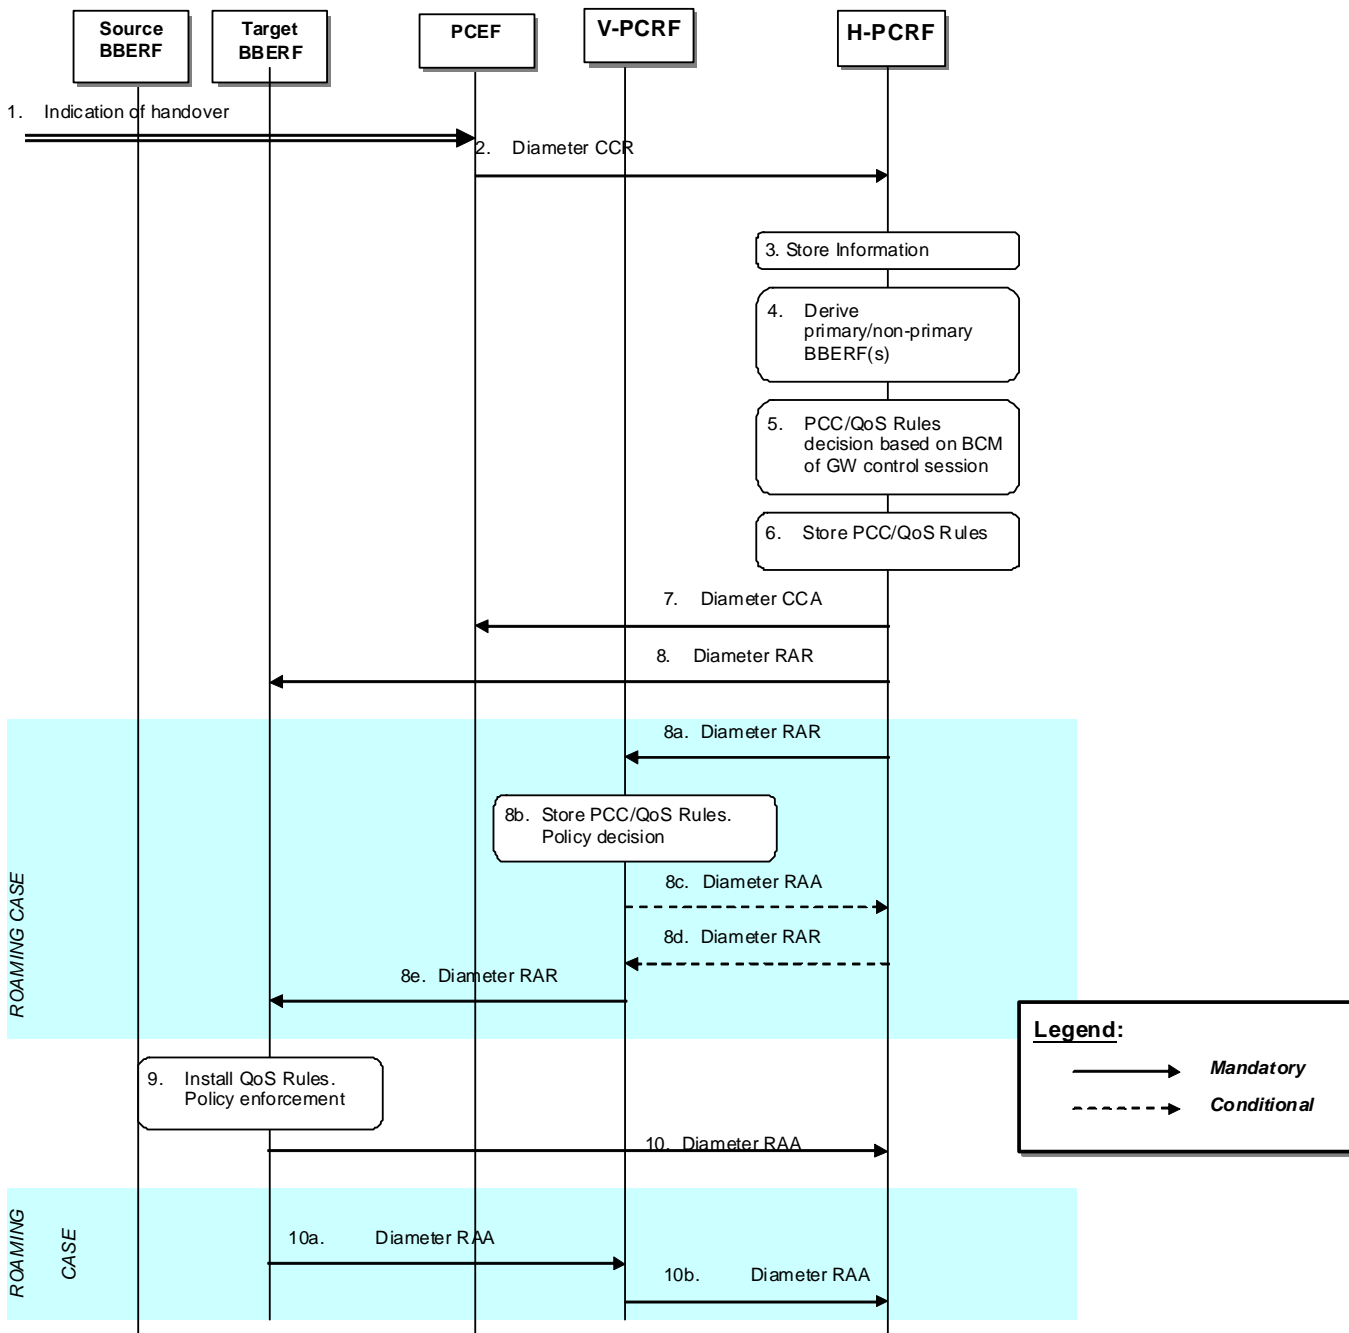 Source
BBERF
Target
BBERF
PCEF
V-PCRF
H-PCRF
1. Indication of handover
2. Diameter CCR
3. Store Information
4. Derive
primary/non-primary
BBERF(s)
5. PCC/QoS Rules
decision based on BCM
of GW control session
6. Store PCC/QoS Rules
7. Diameter CCA
8. Diameter RAR
8a. Diameter RAR
8b. Store PCC/QoS Rules.
Policy decision
8c. Diameter RAA
8d. Diameter RAR
8e. Diameter RAR
ROAMING CASE
Legend:
Mandatory
Conditional
9. Install QoS Rules.
Policy enforcement
10. Diameter RAA
ROAMING
CASE
10a. Diameter RAA
10b. Diameter RAA